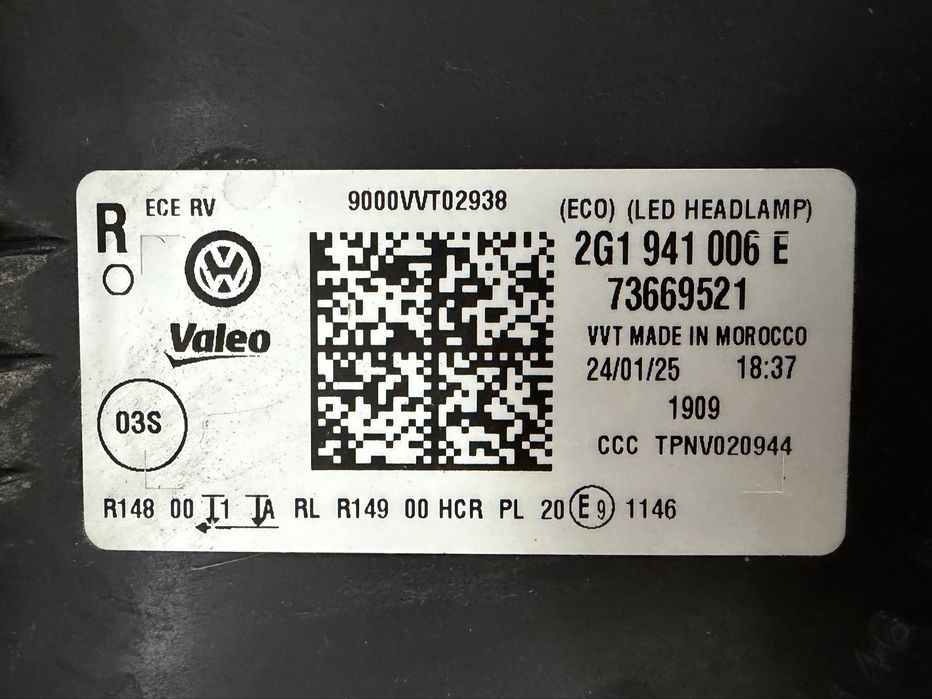 R
ECE RV
9000VVT02938
(ECO) (LED HEADLAMP)
2G1 941 006 E
73669521
Valeo
VVT MADE IN MOROCCO
24/01/25 18:37
1909
03S
CCC TPNV020944
R148 00 T1 TA RL R149 00 HCR PL 20 E9 1146